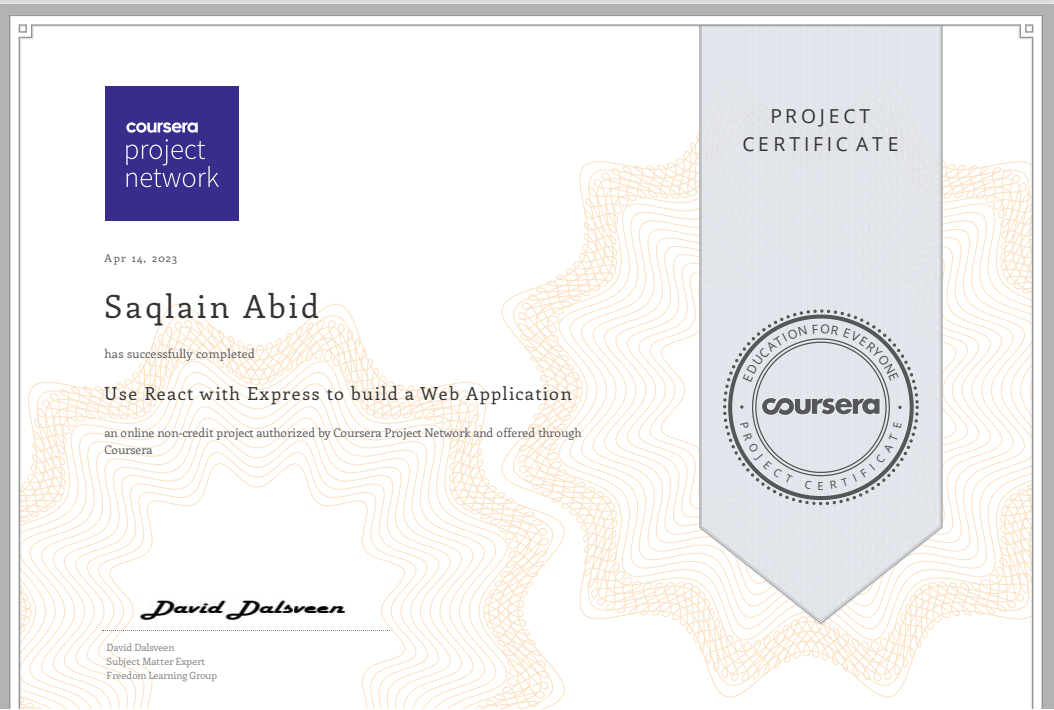 coursera
project
network
PROJECT
CERTIFICATE
Apr 14, 2023
Saqlain Abid
has successfully completed
Use React with Express to build a Web Application
an online non-credit project authorized by Coursera Project Network and offered through
Coursera
EDUCATION FOR EVERYONE
coursera
PROJECT CERTIFICATE
David Dalsveen
David Dalsveen
Subject Matter Expert
Freedom Learning Group